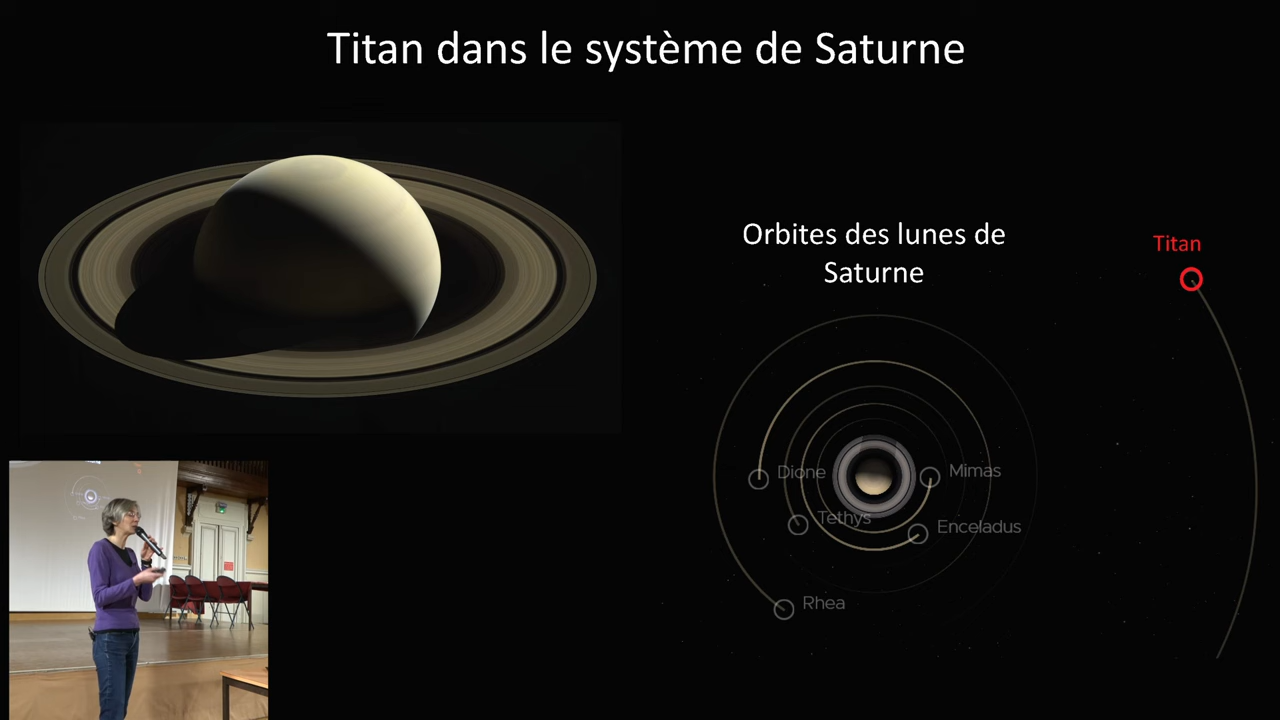 Titan dans le système de Saturne
Orbites des lunes de
Saturne
Titan
Dione
Mimas
Tethys
Enceladus
Rhea